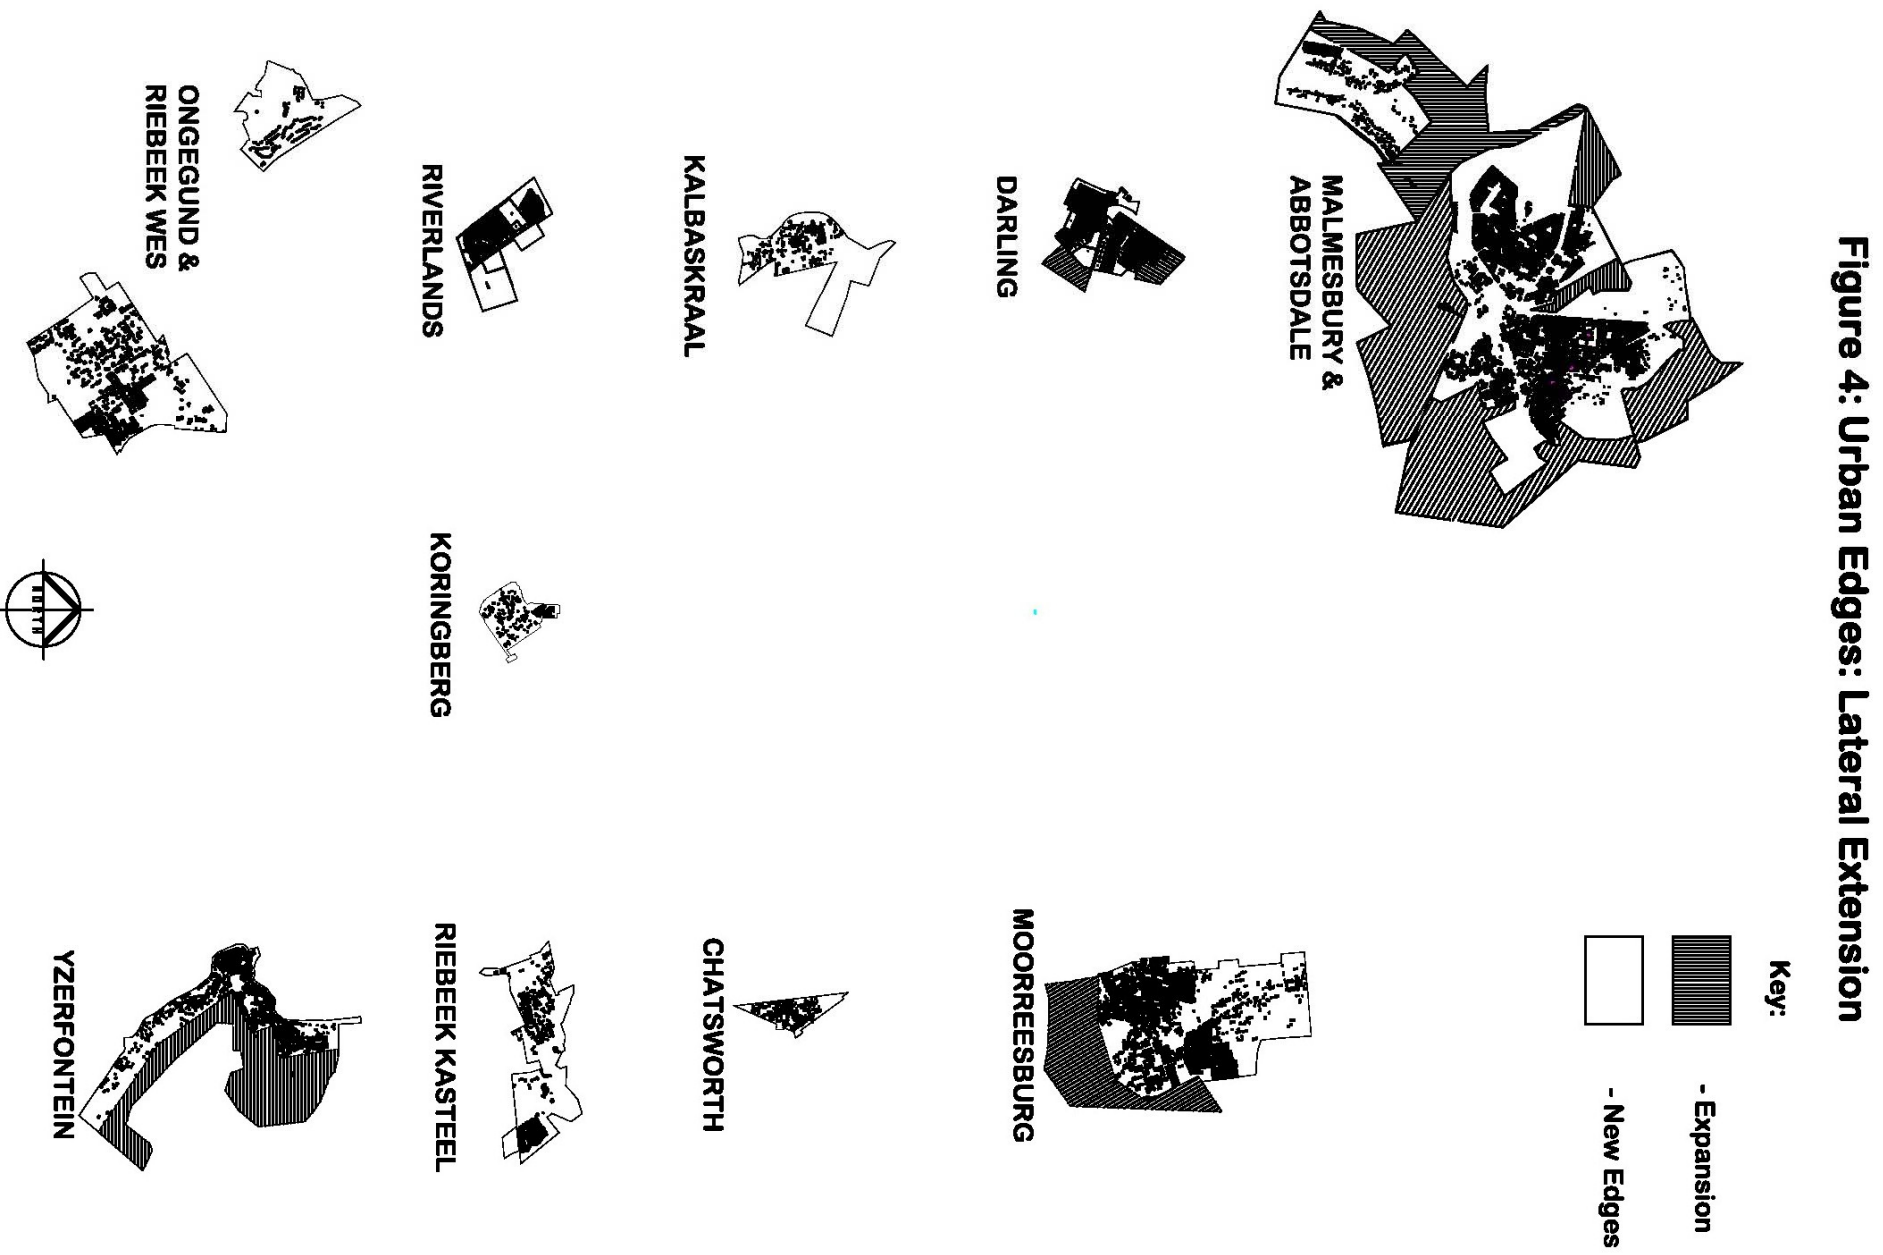 Figure 4: Urban Edges: Lateral Extension
Key:
- Expansion
- New Edges
MALMESBURY &
ABBOTSDALE
DARLING
MOORREESBURG
KALBASKRAAL
CHATSWORTH
RIVERLANDS
KORINGBERG
RIEBEEK KASTEEL
ONGEGUND &
RIEBEEK WES
YZERFONTEIN
NORTH